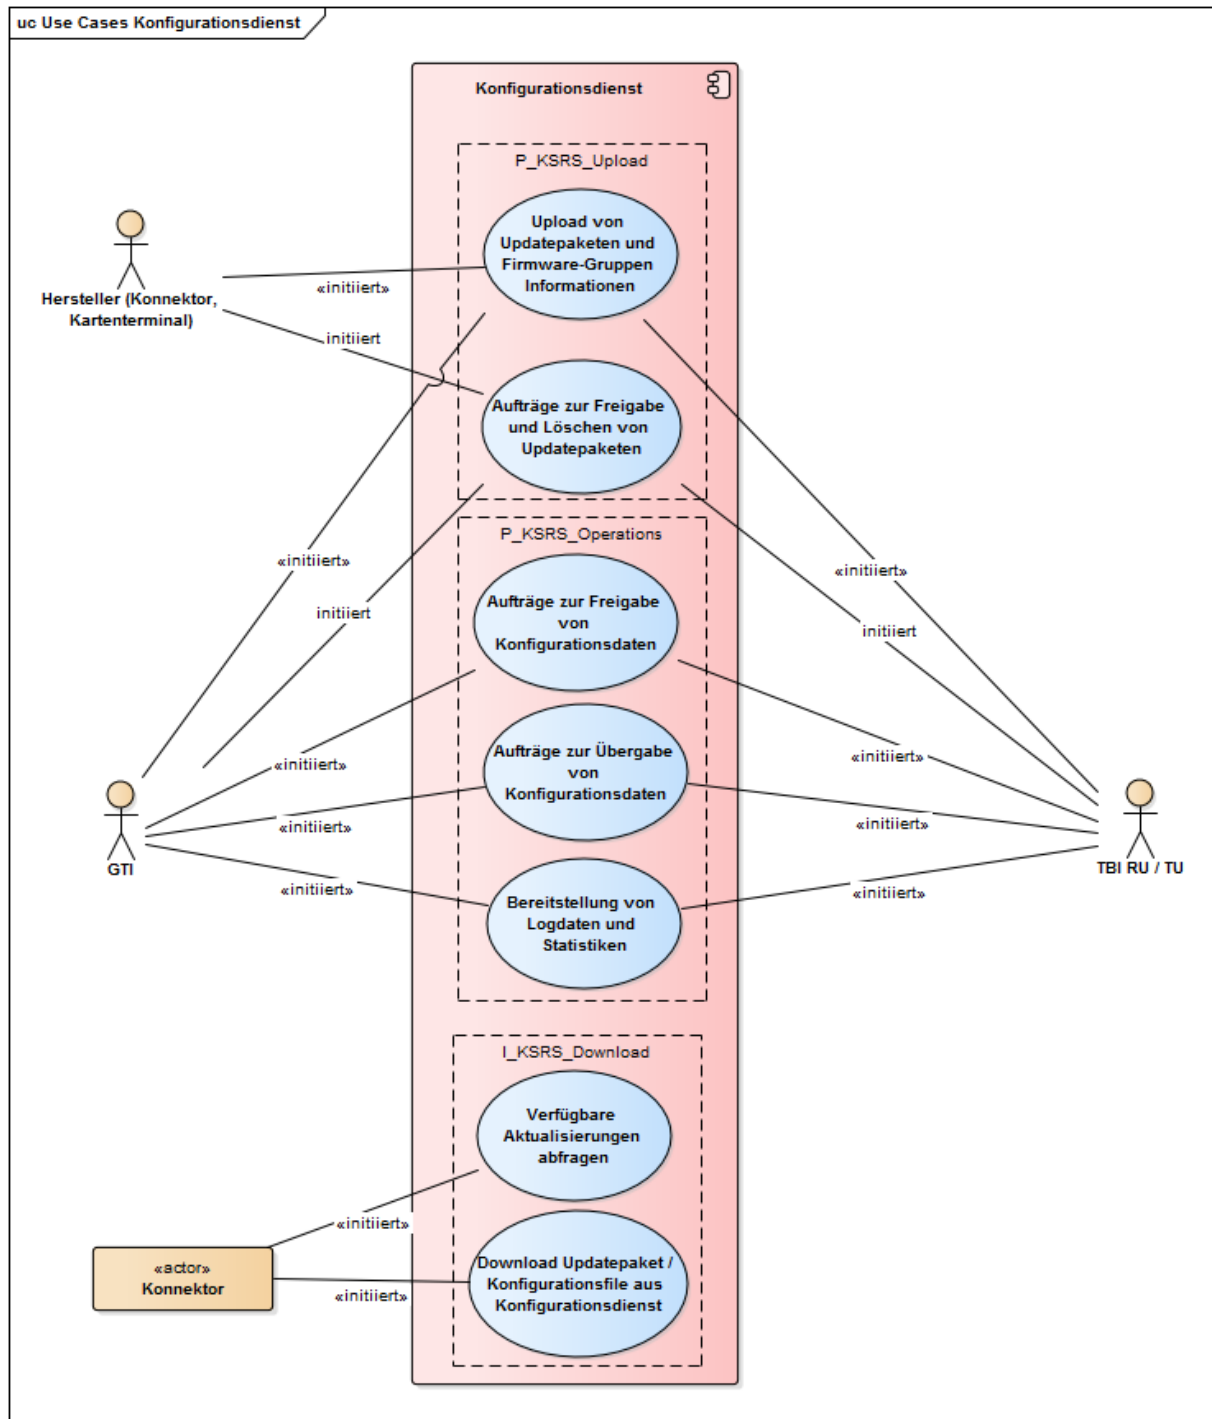 uc Use Cases Konfigurationsdienst
Konfigurationsdienst
P_KSRS_Upload
Upload von
Updatepaketen und
Firmware-Gruppen
Informationen
Hersteller (Konnektor,
Kartenterminal)
«initiiert»
initiiert
Aufträge zur Freigabe
und Löschen von
Updatepaketen
P_KSRS_Operations
«initiiert»
«initiiert»
Aufträge zur Freigabe
von
Konfigurationsdaten
initiiert
initiiert
Aufträge zur Übergabe
von
Konfigurationsdaten
«initiiert»
«initiiert»
«initiiert»
«initiiert»
GTI
TBI RU / TU
Bereitstellung von
Logdaten und
Statistiken
«initiiert»
«initiiert»
I_KSRS_Download
Verfügbare
Aktualisierungen
abfragen
«initiiert»
«actor»
Konnektor
Download Updatepaket /
Konfigurationsfile aus
Konfigurationsdienst
«initiiert»